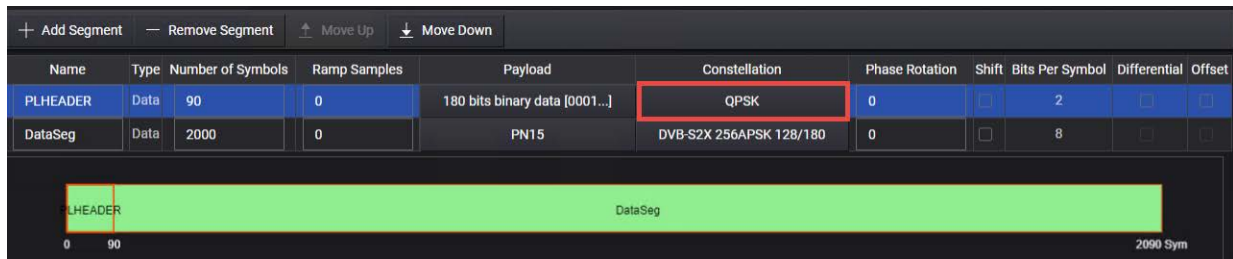 + Add Segment — Remove Segment ↑ Move Up ↓ Move Down
Name Type Number of Symbols Ramp Samples Payload Constellation Phase Rotation Shift Bits Per Symbol Differential Offset
PLHEADER Data 90 0 180 bits binary data [0001...] QPSK 0 2
DataSeg Data 2000 0 PN15 DVB-S2X 256APSK 128/180 0 8
PLHEADER DataSeg
0 90 2090 Sym